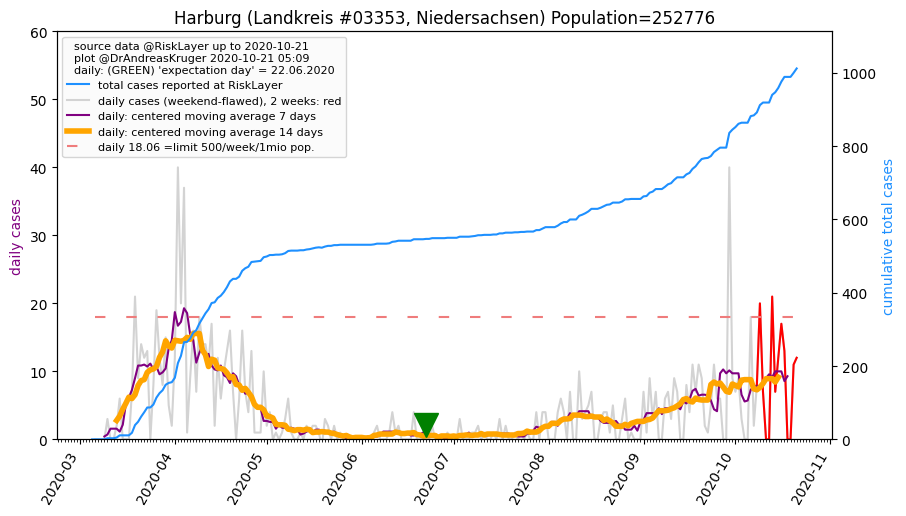 Harburg (Landkreis #03353, Niedersachsen) Population=252776
source data @RiskLayer up to 2020-10-21
plot @DrAndreasKruger 2020-10-21 05:09
daily: (GREEN) 'expectation day' = 22.06.2020
total cases reported at RiskLayer
daily cases (weekend-flawed), 2 weeks: red
daily: centered moving average 7 days
daily: centered moving average 14 days
daily 18.06 =limit 500/week/1mio pop.
daily cases
60
50
40
30
20
10
0
cumulative total cases
1000
800
600
400
200
0
2020-03
2020-04
2020-05
2020-06
2020-07
2020-08
2020-09
2020-10
2020-11